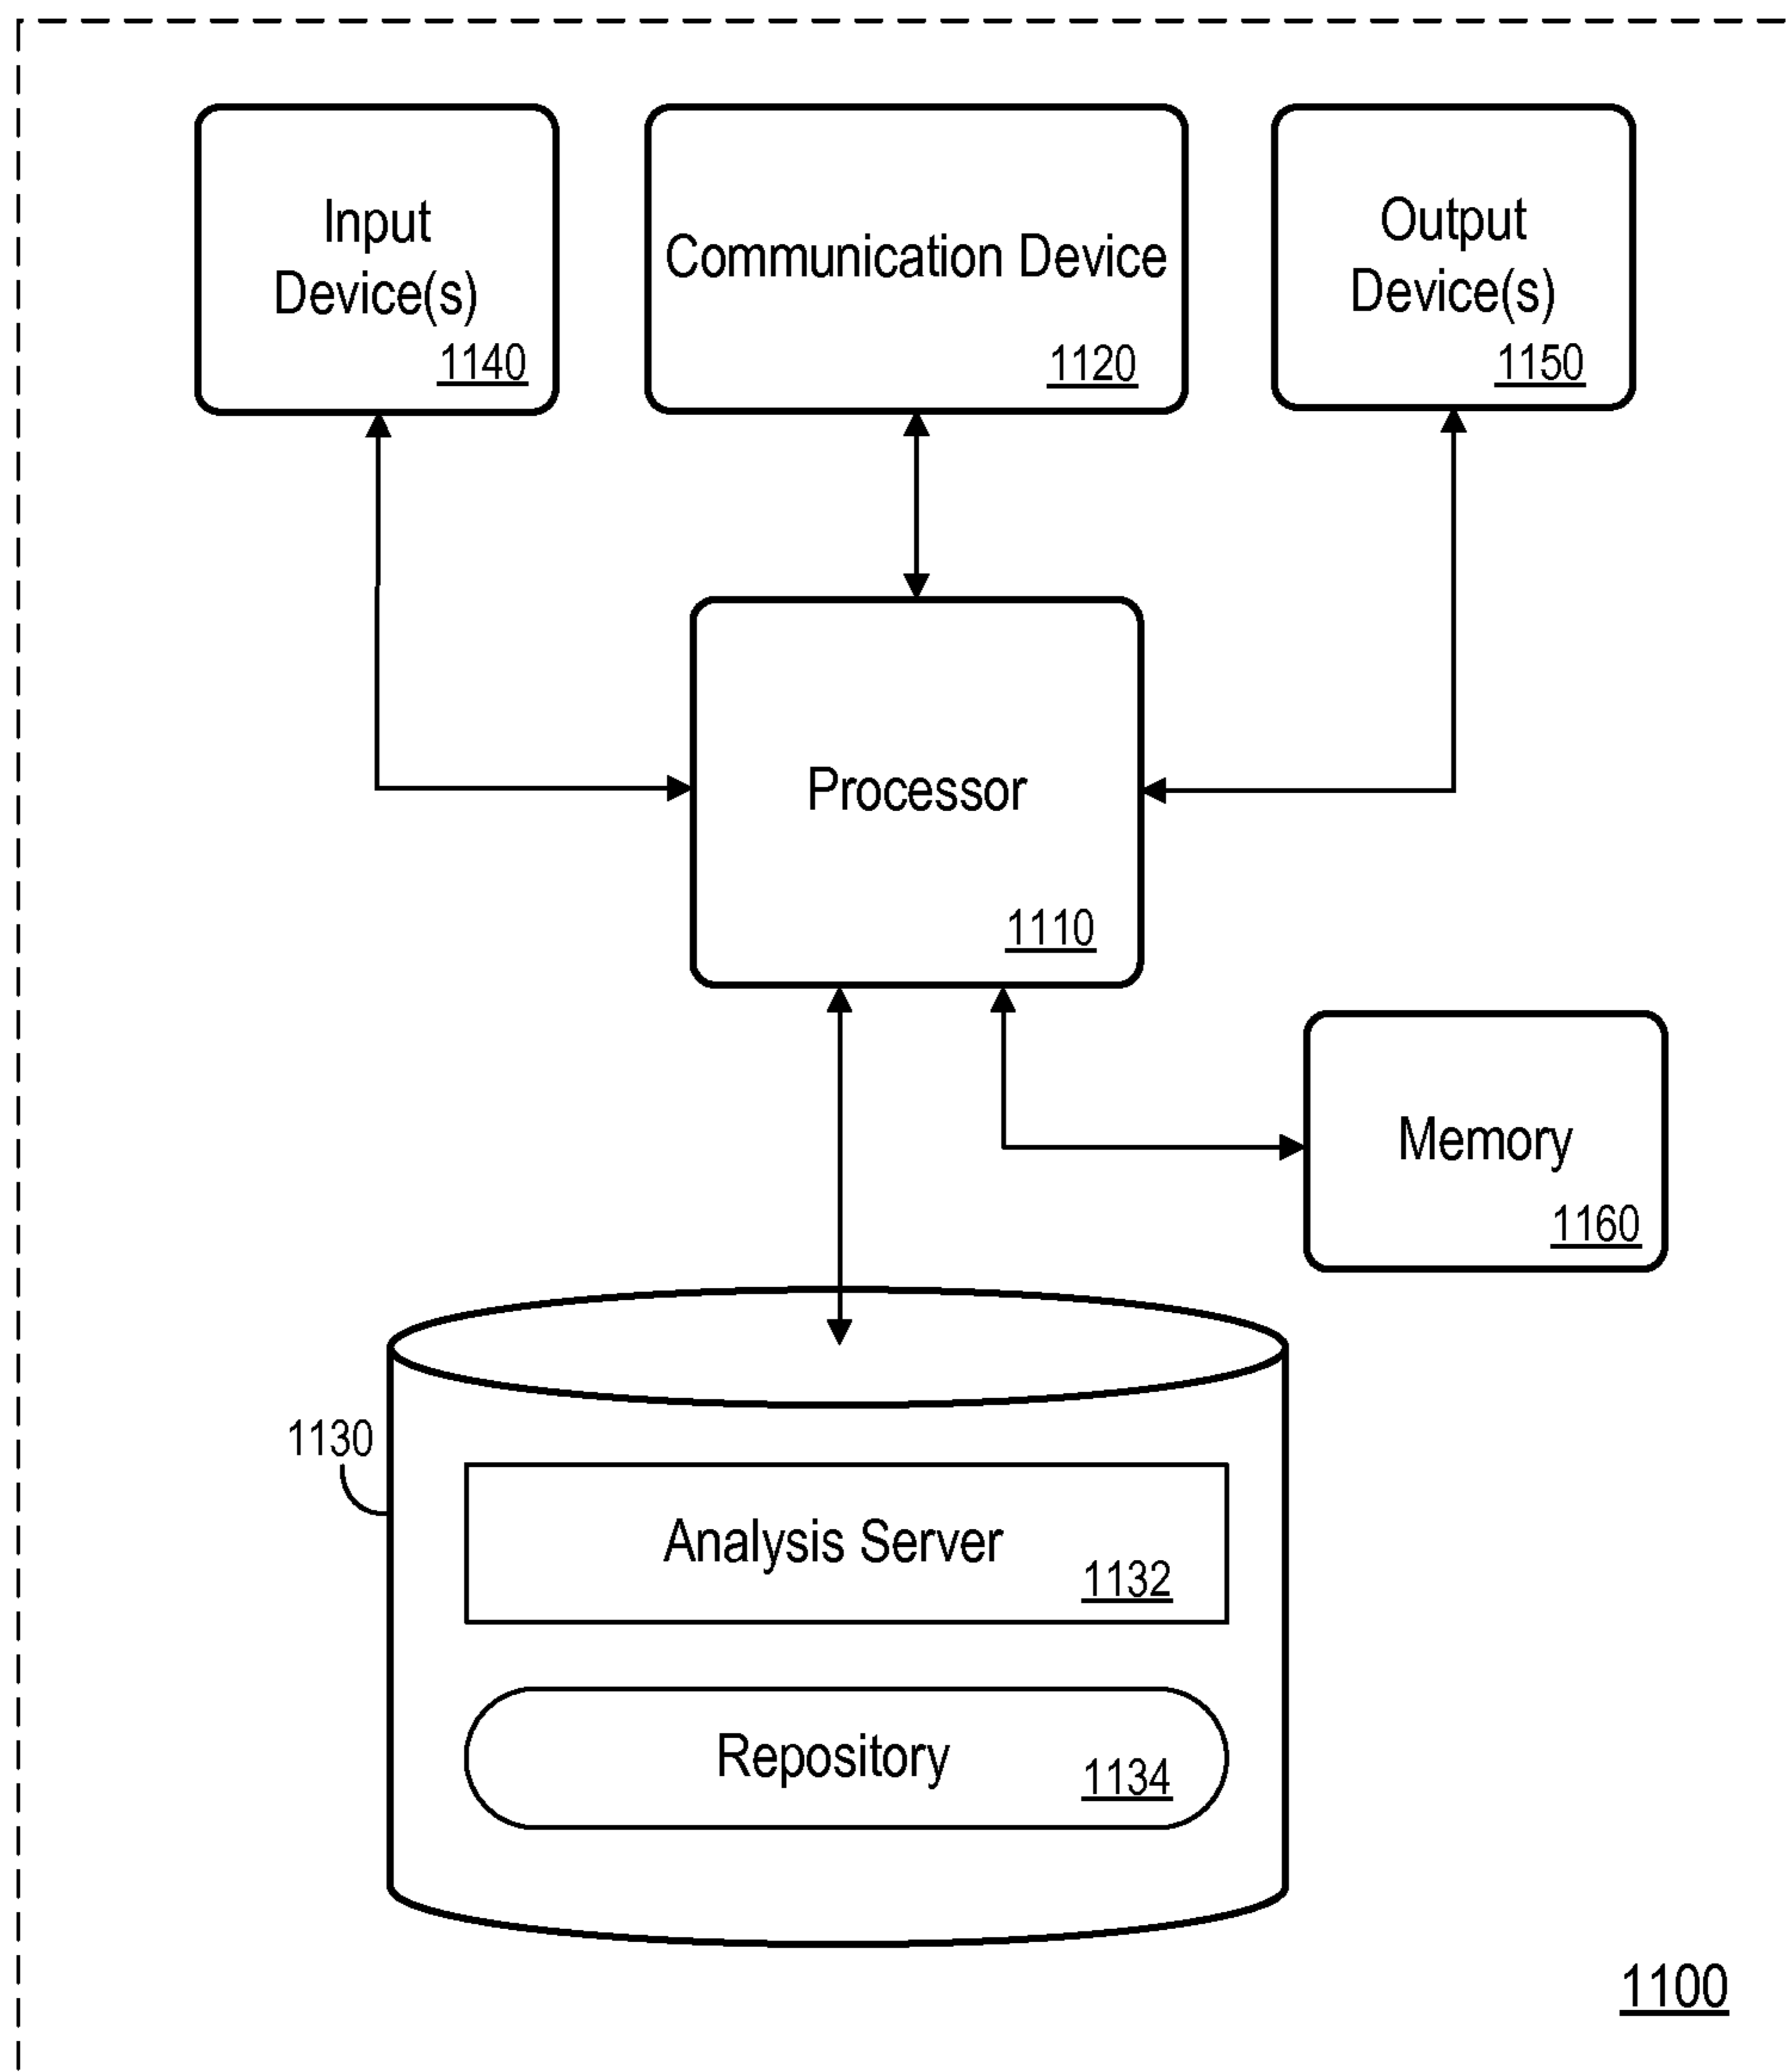 Input
Device(s)
1140
Communication Device
1120
Output
Device(s)
1150
Processor
1110
Memory
1160
1130
Analysis Server
1132
Repository
1134
1100